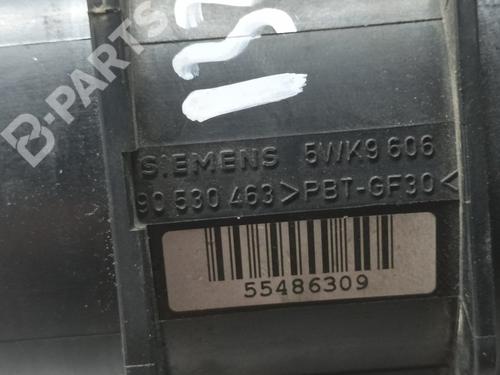 B-PARTS
SIEMENS 5WK9 606
90 530 463 >PBT-GF30<
55486309